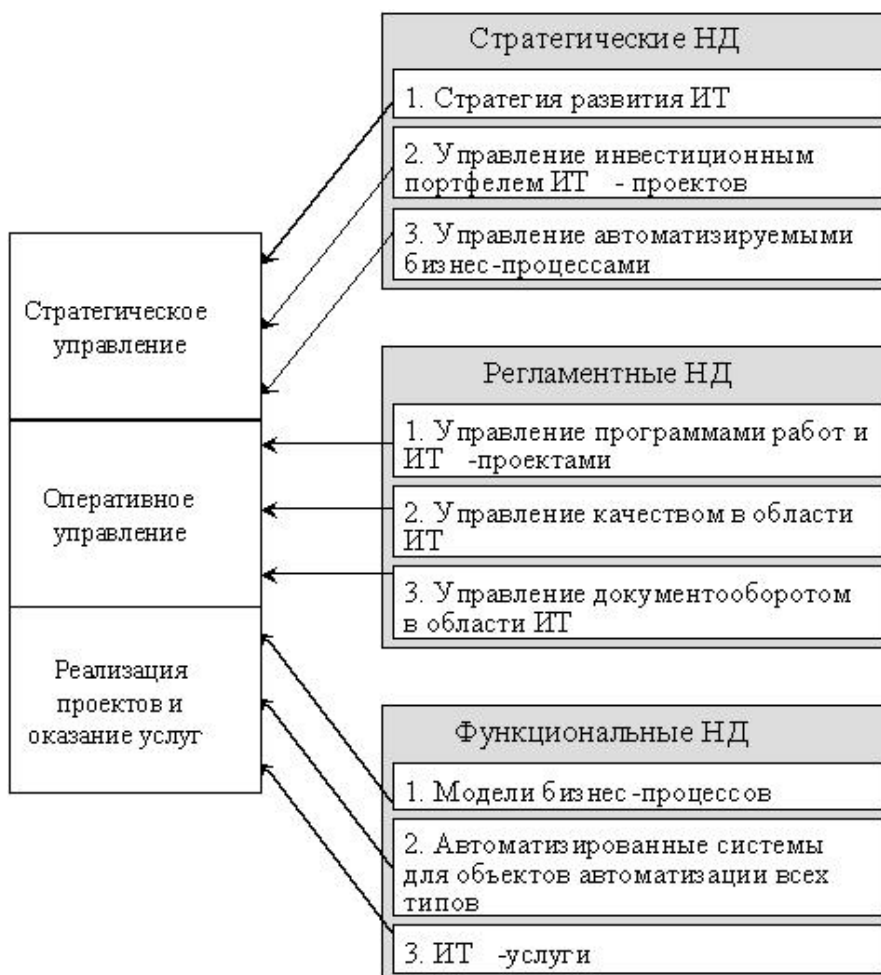 Стратегическое
управление
Оперативное
управление
Реализация
проектов и
оказание услуг
Стратегические НД
1. Стратегия развития ИТ
2. Управление инвестиционным
портфелем ИТ - проектов
3. Управление автоматизируемыми
бизнес-процессами
Регламентные НД
1. Управление программами работ и
ИТ -проектами
2. Управление качеством в области
ИТ
3. Управление документооборотом
в области ИТ
Функциональные НД
1. Модели бизнес-процессов
2. Автоматизированные системы
для объектов автоматизации всех
типов
3. ИТ -услуги